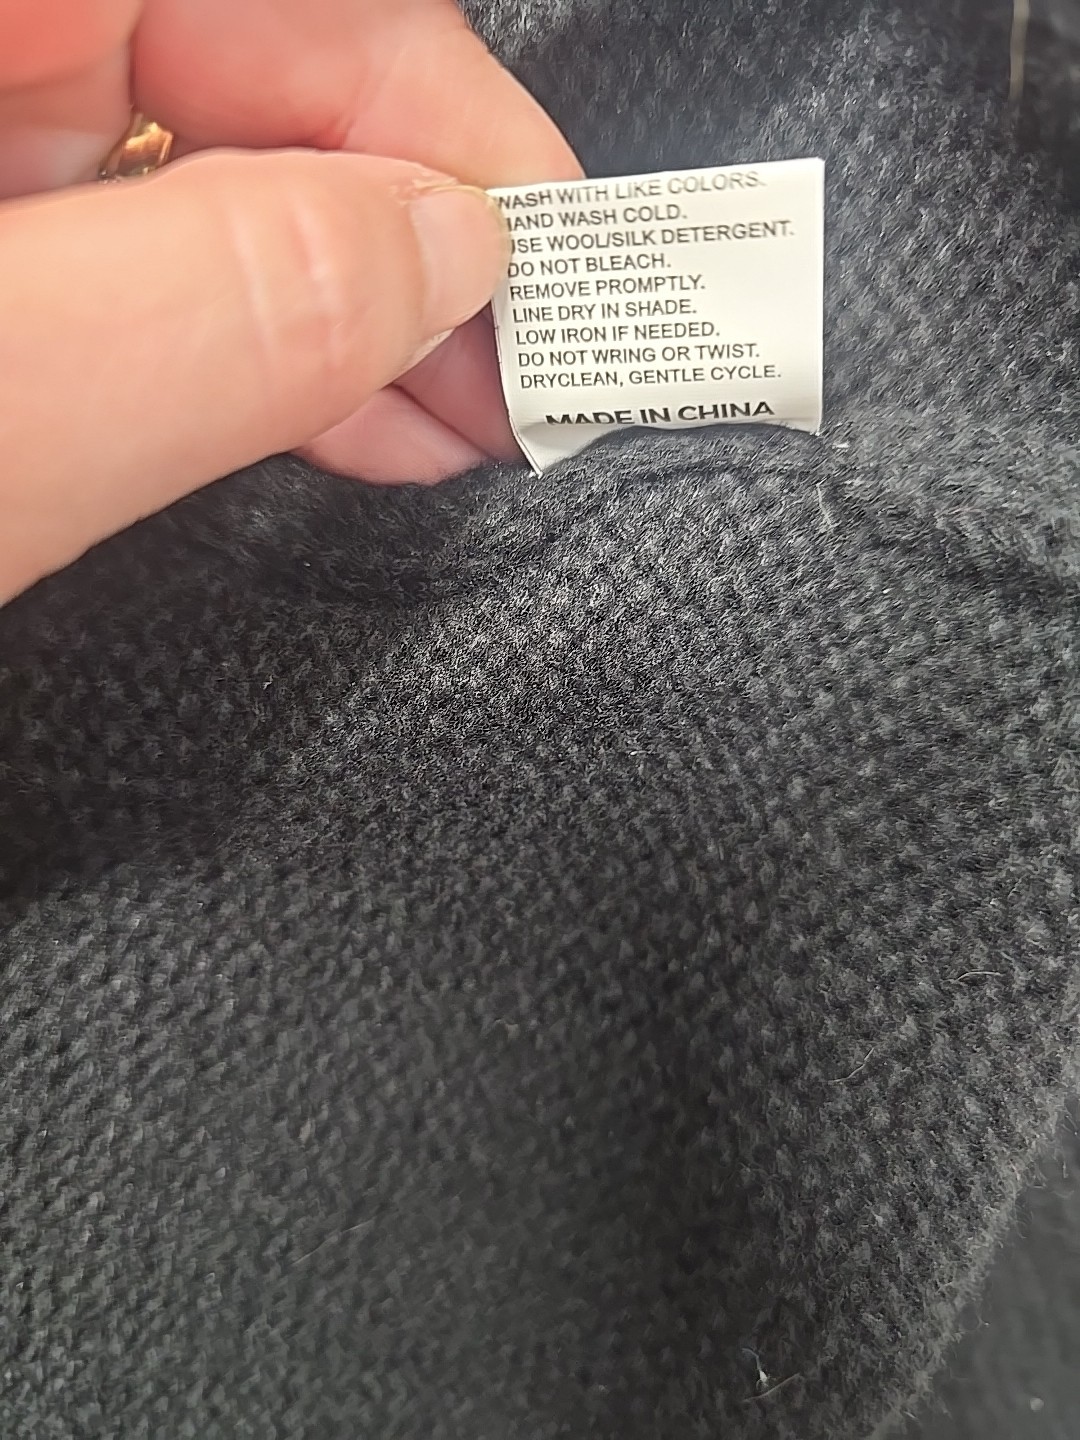 WASH WITH LIKE COLORS.
HAND WASH COLD.
USE WOOL/SILK DETERGENT.
DO NOT BLEACH.
REMOVE PROMPTLY.
LINE DRY IN SHADE.
LOW IRON IF NEEDED.
DO NOT WRING OR TWIST.
DRYCLEAN, GENTLE CYCLE.
MADE IN CHINA